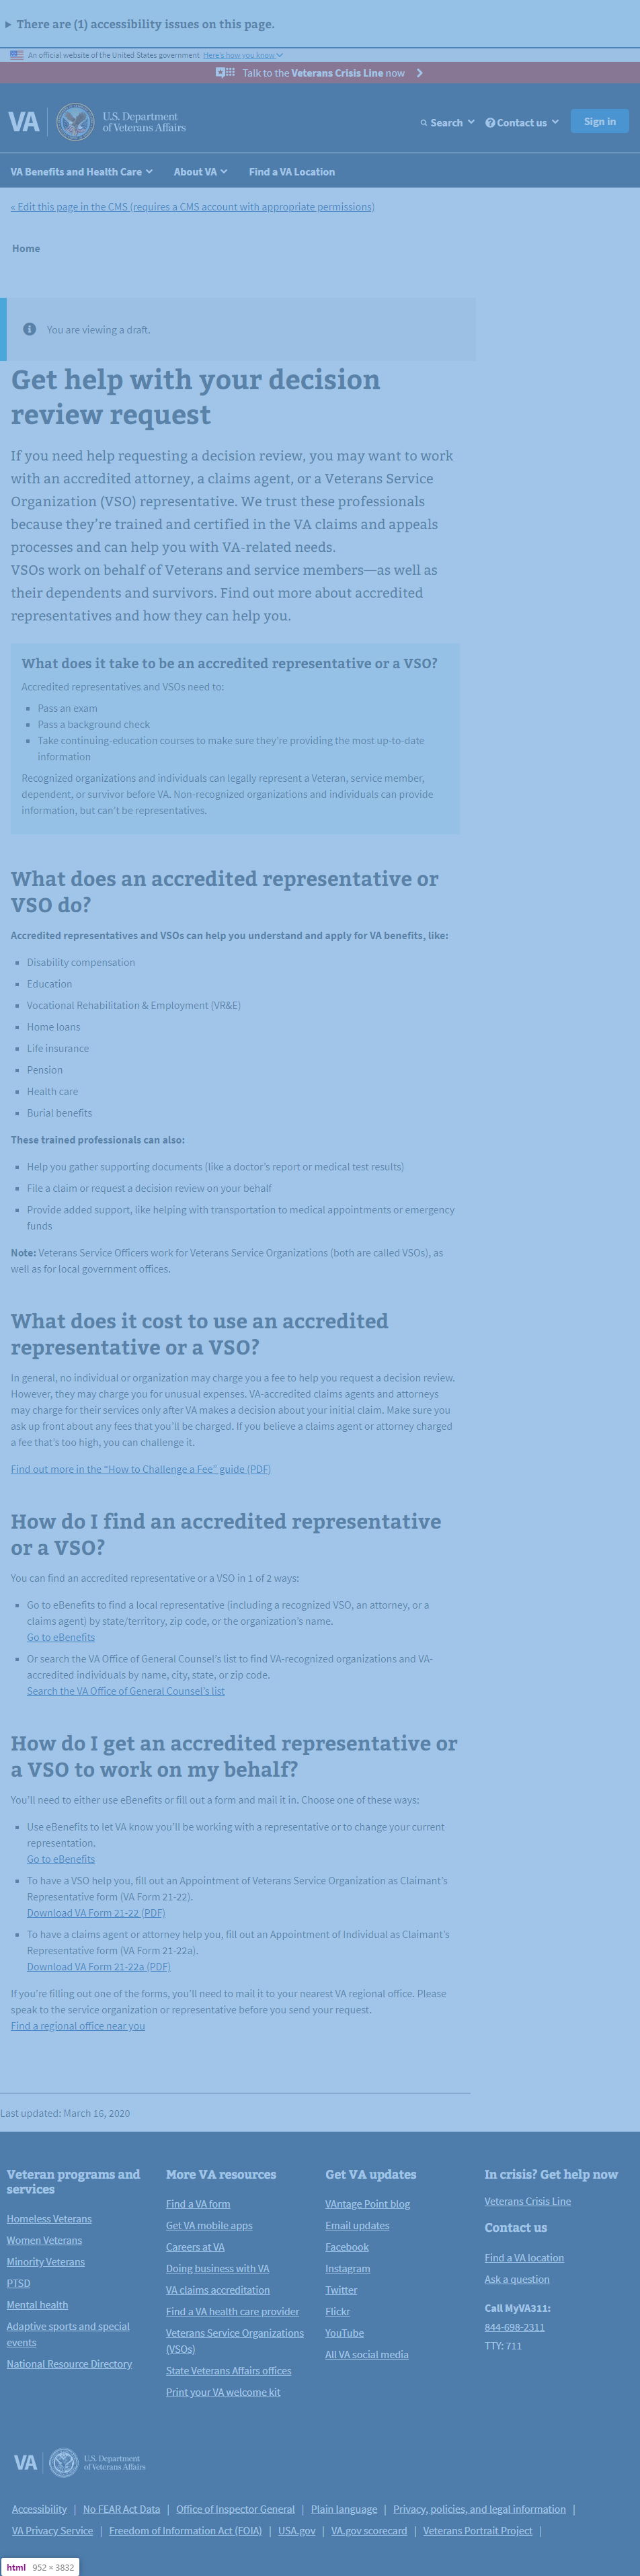 ▶ There are (1) accessibility issues on this page.
An official website of the United States government Here's how you know
Talk to the Veterans Crisis Line now
VA
U.S. Department
of Veterans Affairs
Search
Contact us
Sign in
VA Benefits and Health Care
About VA
Find a VA Location
« Edit this page in the CMS (requires a CMS account with appropriate permissions)
Home
You are viewing a draft.
Get help with your decision
review request
If you need help requesting a decision review, you may want to work
with an accredited attorney, a claims agent, or a Veterans Service
Organization (VSO) representative. We trust these professionals
because they’re trained and certified in the VA claims and appeals
processes and can help you with VA-related needs.
VSOs work on behalf of Veterans and service members—as well as
their dependents and survivors. Find out more about accredited
representatives and how they can help you.
What does it take to be an accredited representative or a VSO?
Accredited representatives and VSOs need to:
▪ Pass an exam
▪ Pass a background check
▪ Take continuing-education courses to make sure they’re providing the most up-to-date
information
Recognized organizations and individuals can legally represent a Veteran, service member,
dependent, or survivor before VA. Non-recognized organizations and individuals can provide
information, but can’t be representatives.
What does an accredited representative or
VSO do?
Accredited representatives and VSOs can help you understand and apply for VA benefits, like:
▪ Disability compensation
▪ Education
▪ Vocational Rehabilitation & Employment (VR&E)
▪ Home loans
▪ Life insurance
▪ Pension
▪ Health care
▪ Burial benefits
These trained professionals can also:
▪ Help you gather supporting documents (like a doctor’s report or medical test results)
▪ File a claim or request a decision review on your behalf
▪ Provide added support, like helping with transportation to medical appointments or emergency
funds
Note: Veterans Service Officers work for Veterans Service Organizations (both are called VSOs), as
well as for local government offices.
What does it cost to use an accredited
representative or a VSO?
In general, no individual or organization may charge you a fee to help you request a decision review.
However, they may charge you for unusual expenses. VA-accredited claims agents and attorneys
may charge for their services only after VA makes a decision about your initial claim. Make sure you
ask up front about any fees that you’ll be charged. If you believe a claims agent or attorney charged
a fee that’s too high, you can challenge it.
Find out more in the “How to Challenge a Fee” guide (PDF)
How do I find an accredited representative
or a VSO?
You can find an accredited representative or a VSO in 1 of 2 ways:
▪ Go to eBenefits to find a local representative (including a recognized VSO, an attorney, or a
claims agent) by state/territory, zip code, or the organization’s name.
Go to eBenefits
▪ Or search the VA Office of General Counsel’s list to find VA-recognized organizations and VA-
accredited individuals by name, city, state, or zip code.
Search the VA Office of General Counsel’s list
How do I get an accredited representative or
a VSO to work on my behalf?
You’ll need to either use eBenefits or fill out a form and mail it in. Choose one of these ways:
▪ Use eBenefits to let VA know you’ll be working with a representative or to change your current
representation.
Go to eBenefits
▪ To have a VSO help you, fill out an Appointment of Veterans Service Organization as Claimant’s
Representative form (VA Form 21-22).
Download VA Form 21-22 (PDF)
▪ To have a claims agent or attorney help you, fill out an Appointment of Individual as Claimant’s
Representative form (VA Form 21-22a).
Download VA Form 21-22a (PDF)
If you’re filling out one of the forms, you’ll need to mail it to your nearest VA regional office. Please
speak to the service organization or representative before you send your request.
Find a regional office near you
Last updated: March 16, 2020
Veteran programs and
services
Homeless Veterans
Women Veterans
Minority Veterans
PTSD
Mental health
Adaptive sports and special
events
National Resource Directory
More VA resources
Find a VA form
Get VA mobile apps
Careers at VA
Doing business with VA
VA claims accreditation
Find a VA health care provider
Veterans Service Organizations
(VSOs)
State Veterans Affairs offices
Print your VA welcome kit
Get VA updates
VAntage Point blog
Email updates
Facebook
Instagram
Twitter
Flickr
YouTube
All VA social media
In crisis? Get help now
Veterans Crisis Line
Contact us
Find a VA location
Ask a question
Call MyVA311:
844-698-2311
TTY: 711
VA
U.S. Department
of Veterans Affairs
Accessibility | No FEAR Act Data | Office of Inspector General | Plain language | Privacy, policies, and legal information |
VA Privacy Service | Freedom of Information Act (FOIA) | USA.gov | VA.gov scorecard | Veterans Portrait Project |
html 952 × 3832